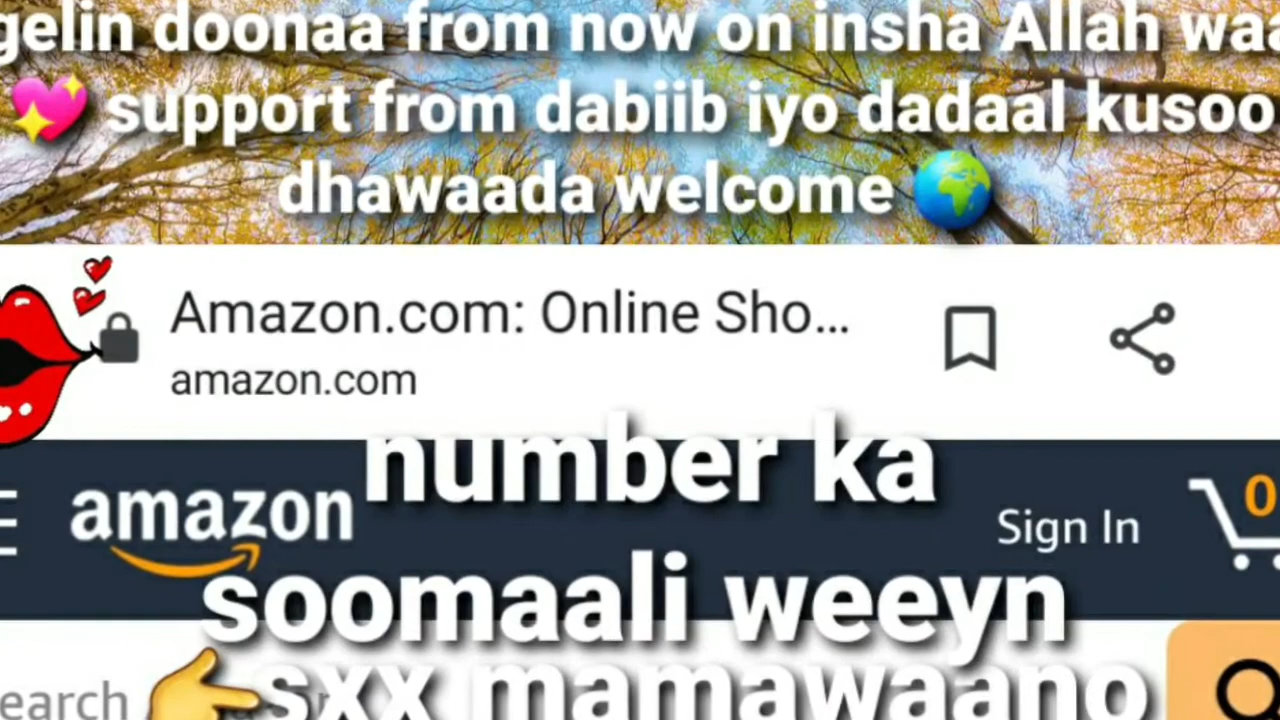 gelin doonaa from now on insha Allah waa
support from dabiib iyo dadaal kusoo
dhawaada welcome
Amazon.com: Online Sho...
amazon.com
number ka
amazon
Sign In
0
soomaali weeyn
earch
sxx mamawaano